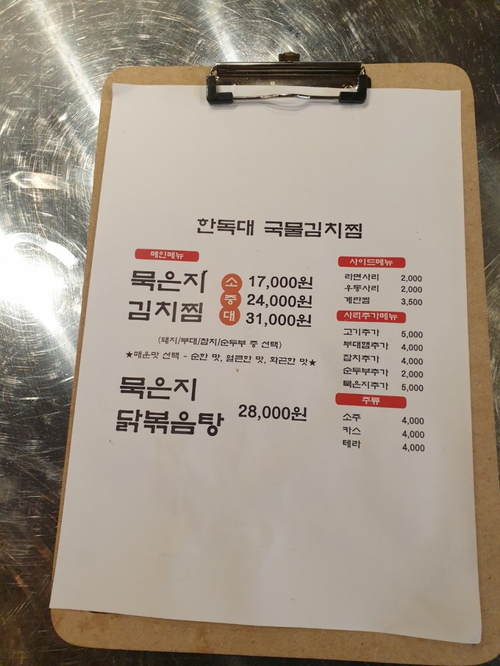 한독대 국물김치찜
메인메뉴
묵은지
김치찜
소 17,000원
중 24,000원
대 31,000원
(돼지/부대/참치/순두부 중 선택)
★매운맛 선택 - 순한 맛, 얼큰한 맛, 화끈한 맛★
묵은지
닭볶음탕
28,000원
사이드메뉴
라면사리 2,000
우동사리 2,000
계란찜 3,500
사리추가메뉴
고기추가 5,000
부대햄추가 4,000
참치추가 4,000
순두부추가 2,000
묵은지추가 5,000
주류
소주 4,000
카스 4,000
테라 4,000